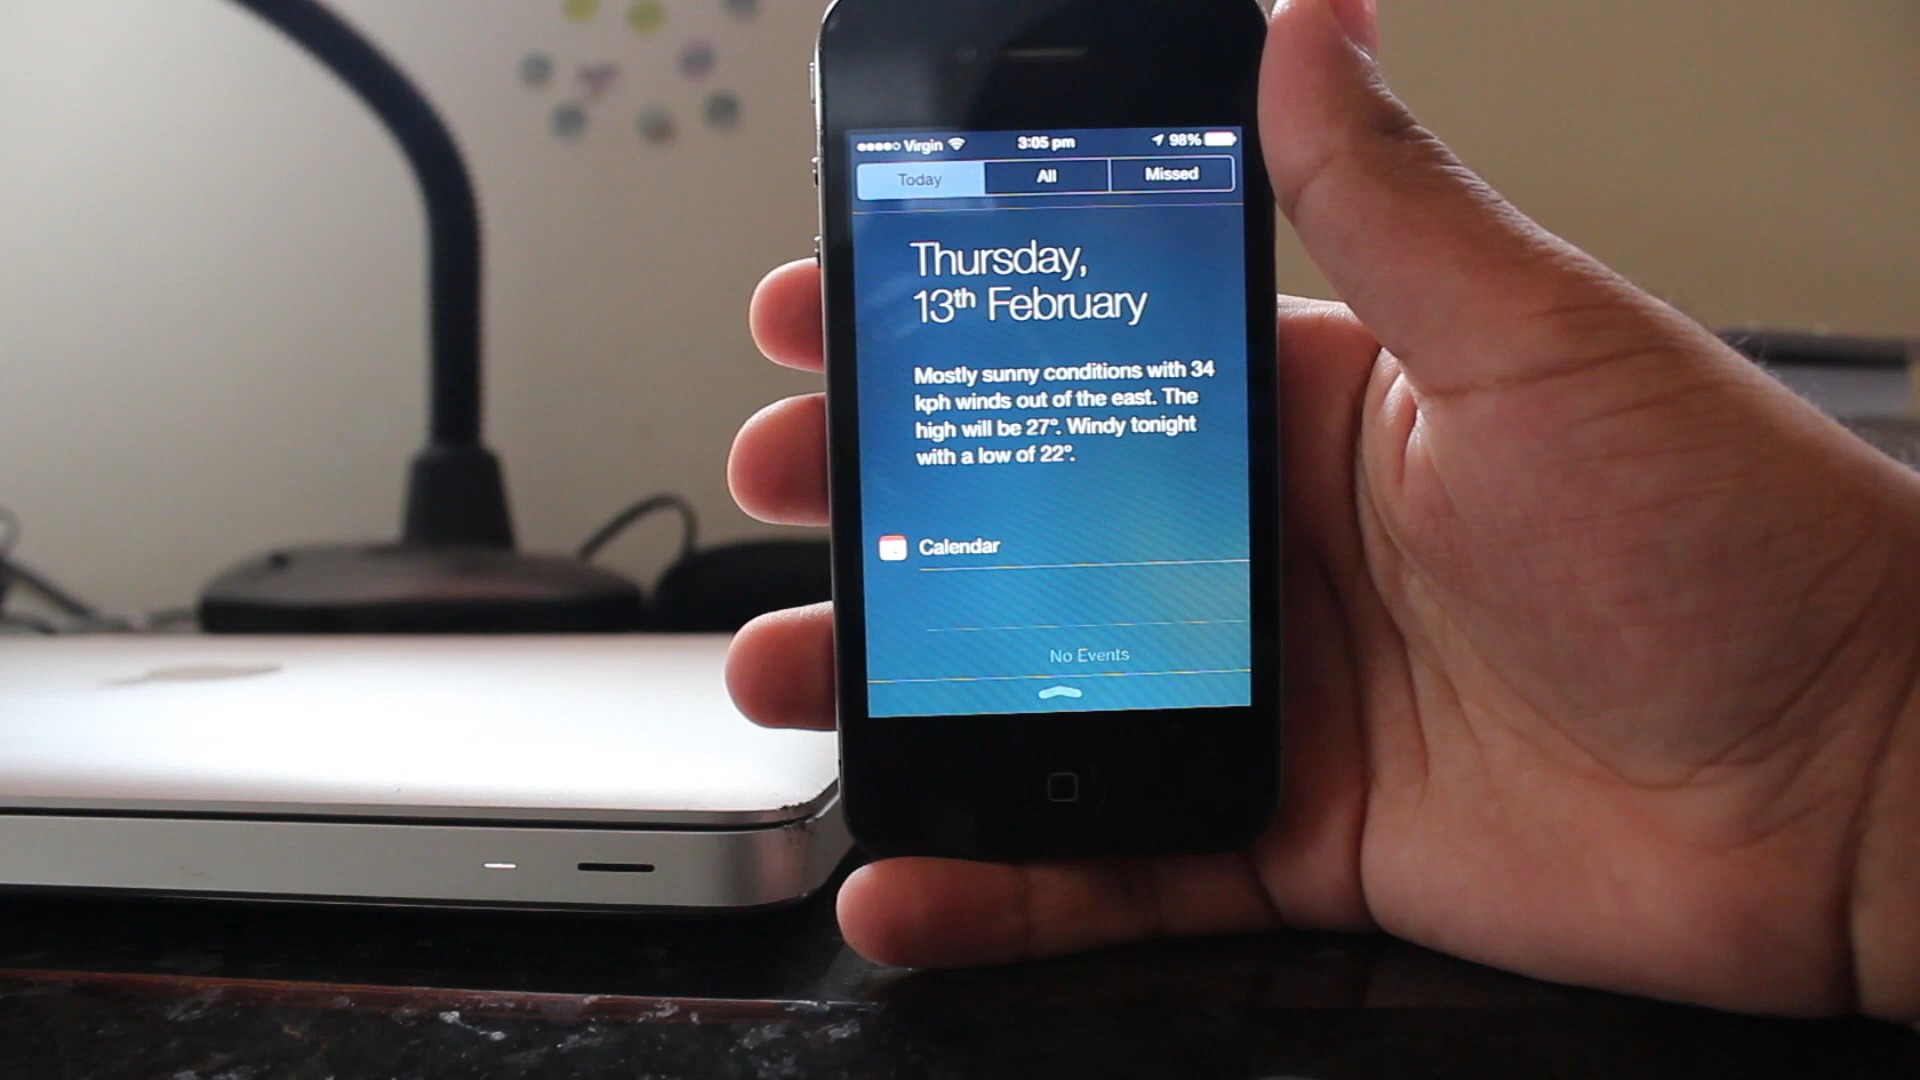 Virgin 3:05 pm 98%
Today All Missed
Thursday,
13th February
Mostly sunny conditions with 34
kph winds out of the east. The
high will be 27°. Windy tonight
with a low of 22°.
Calendar
No Events